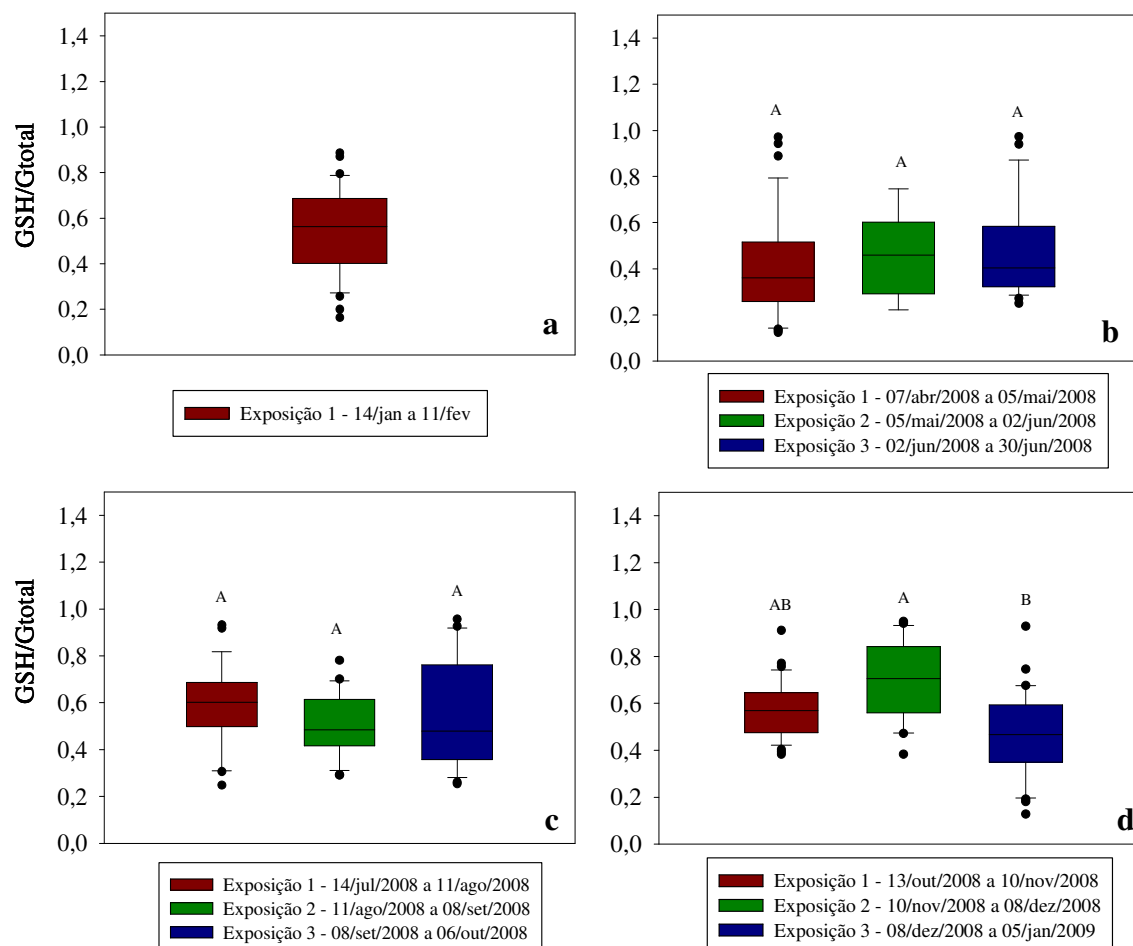 GSH/Gtotal
1,4
1,2
1,0
0,8
0,6
0,4
0,2
0,0
a
Exposição 1 - 14/jan a 11/fev
1,4
1,2
1,0
0,8
0,6
0,4
0,2
0,0
A
A
A
b
Exposição 1 - 07/abr/2008 a 05/mai/2008
Exposição 2 - 05/mai/2008 a 02/jun/2008
Exposição 3 - 02/jun/2008 a 30/jun/2008
GSH/Gtotal
1,4
1,2
1,0
0,8
0,6
0,4
0,2
0,0
A
A
A
c
Exposição 1 - 14/jul/2008 a 11/ago/2008
Exposição 2 - 11/ago/2008 a 08/set/2008
Exposição 3 - 08/set/2008 a 06/out/2008
1,4
1,2
1,0
0,8
0,6
0,4
0,2
0,0
AB
A
B
d
Exposição 1 - 13/out/2008 a 10/nov/2008
Exposição 2 - 10/nov/2008 a 08/dez/2008
Exposição 3 - 08/dez/2008 a 05/jan/2009